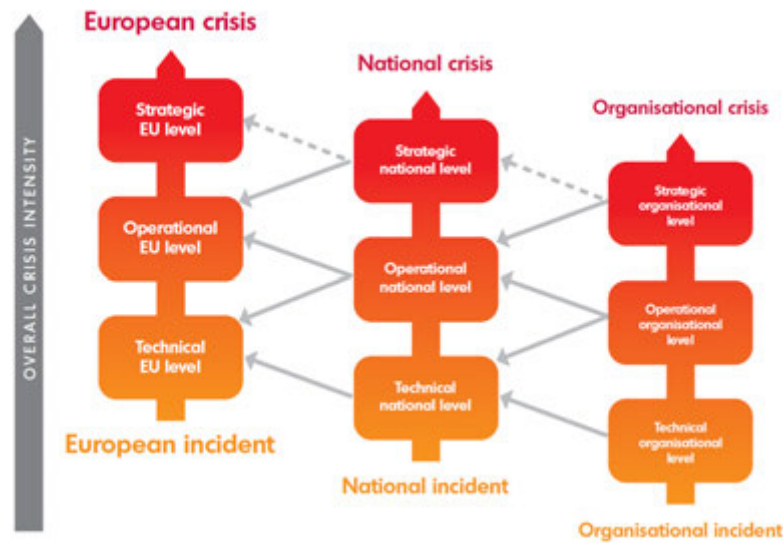 OVERALL CRISIS INTENSITY
European crisis
Strategic
EU level
Operational
EU level
Technical
EU level
European incident
National crisis
Strategic
national level
Operational
national level
Technical
national level
National incident
Organisational crisis
Strategic
organisational
level
Operational
organisational
level
Technical
organisational
level
Organisational incident